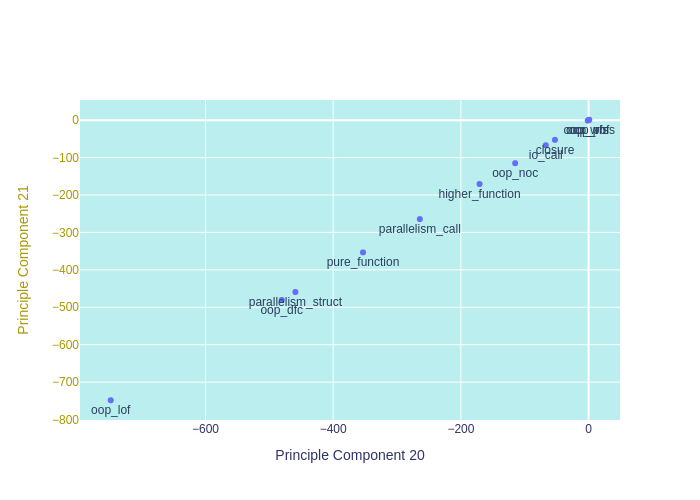 0
−100
−200
−300
−400
−500
−600
−700
−800
Principle Component 21
closure
io_call
oop_noc
higher_function
parallelism_call
pure_function
parallelism_struct
oop_dfc
oop_lof
−600
−400
−200
0
Principle Component 20